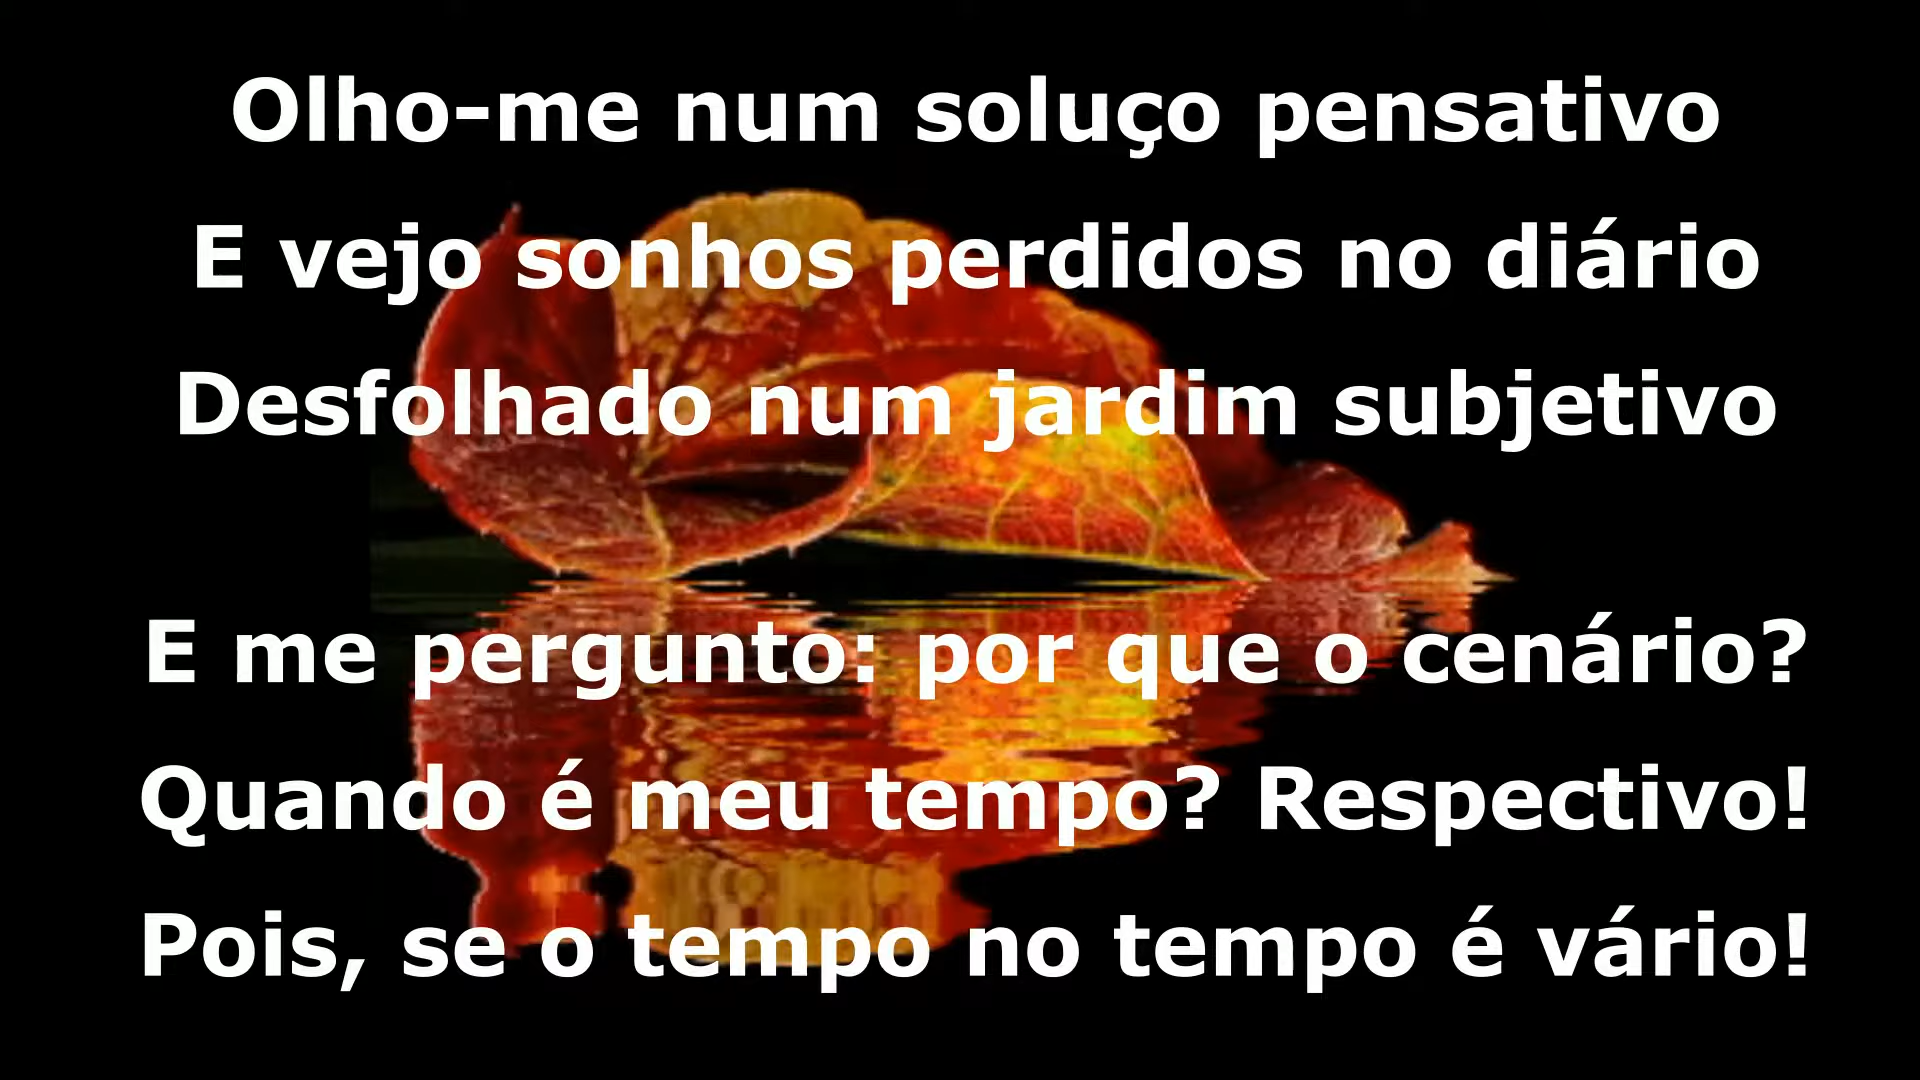 Olho-me num soluço pensativo
E vejo sonhos perdidos no diário
Desfolhado num jardim subjetivo
E me pergunto: por que o cenário?
Quando é meu tempo? Respectivo!
Pois, se o tempo no tempo é vário!